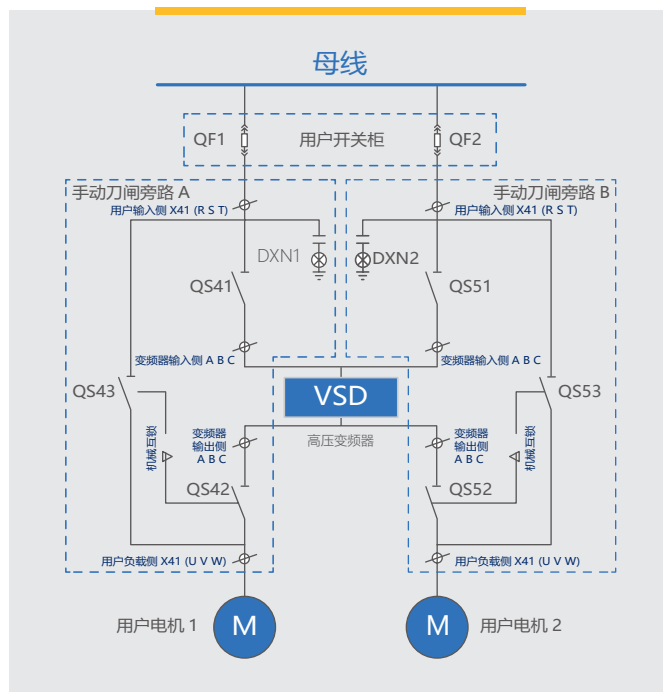 母线
QF1
用户开关柜
QF2
手动刀闸旁路 A
手动刀闸旁路 B
用户输入侧 X41 (R S T)
用户输入侧 X41 (R S T)
DXN1
DXN2
QS41
QS51
变频器输入侧 A B C
变频器输入侧 A B C
QS43
VSD
QS53
高压变频器
机械互锁
变频器
输出侧
A B C
变频器
输出侧
A B C
机械互锁
QS42
QS52
用户负载侧 X41 (U V W)
用户负载侧 X41 (U V W)
用户电机 1
M
M
用户电机 2